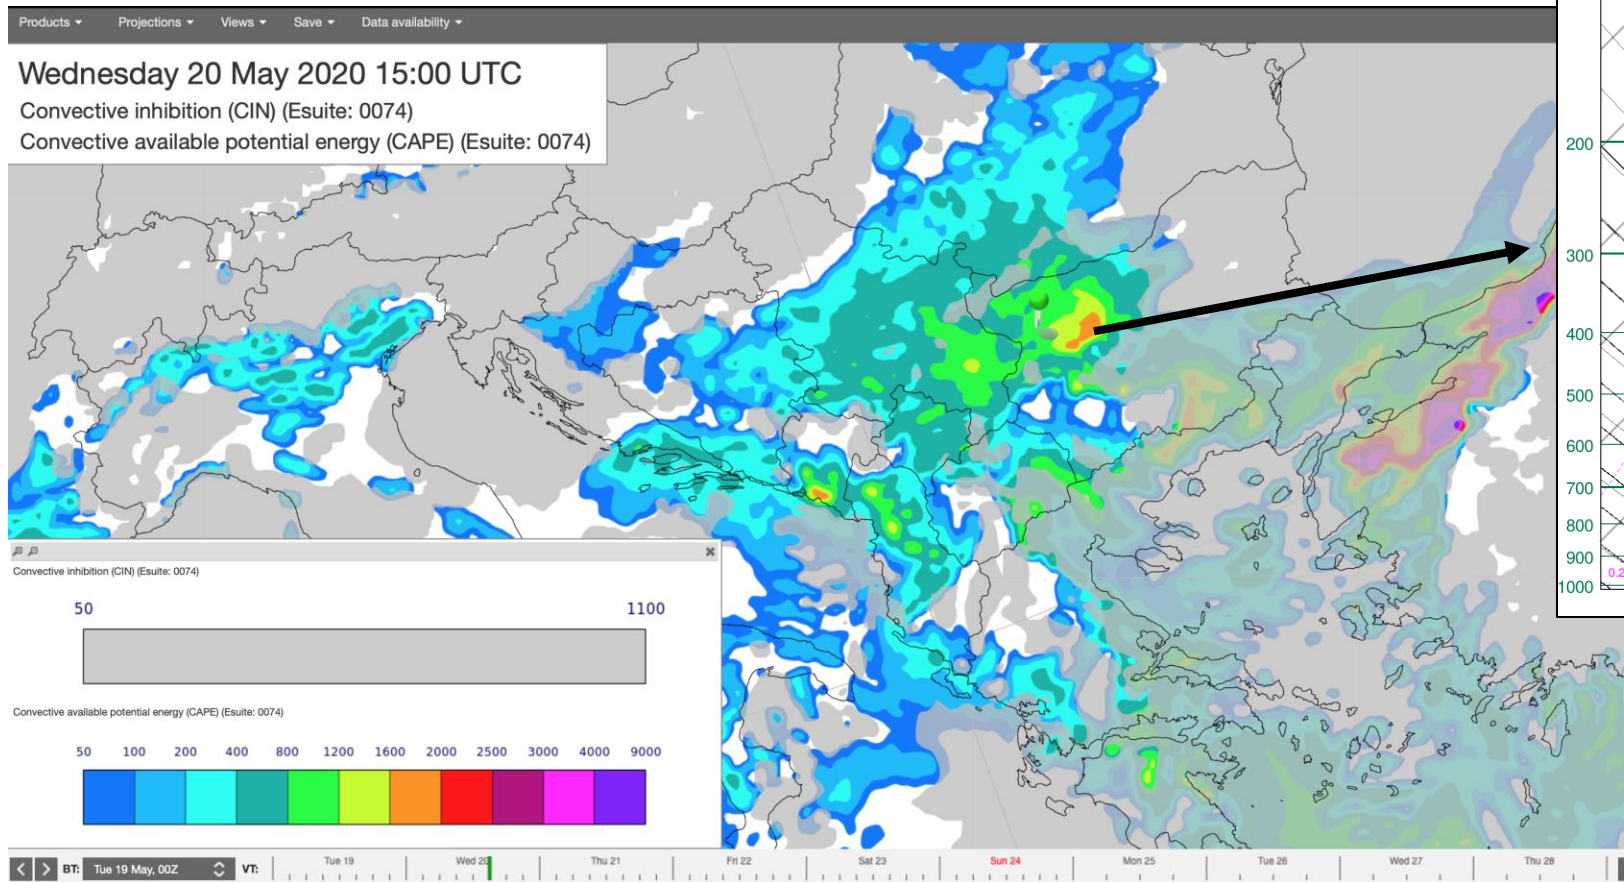 Products Projections Views Save Data availability
Wednesday 20 May 2020 15:00 UTC
Convective inhibition (CIN) (Esuite: 0074)
Convective available potential energy (CAPE) (Esuite: 0074)
200
300
400
500
600
700
800
900
1000
0.2
Convective inhibition (CIN) (Esuite: 0074)
50 1100
Convective available potential energy (CAPE) (Esuite: 0074)
50 100 200 400 800 1200 1600 2000 2500 3000 4000 9000
BT: Tue 19 May, 00Z VT: Tue 19 Wed 20 Thu 21 Fri 22 Sat 23 Sun 24 Mon 25 Tue 26 Wed 27 Thu 28